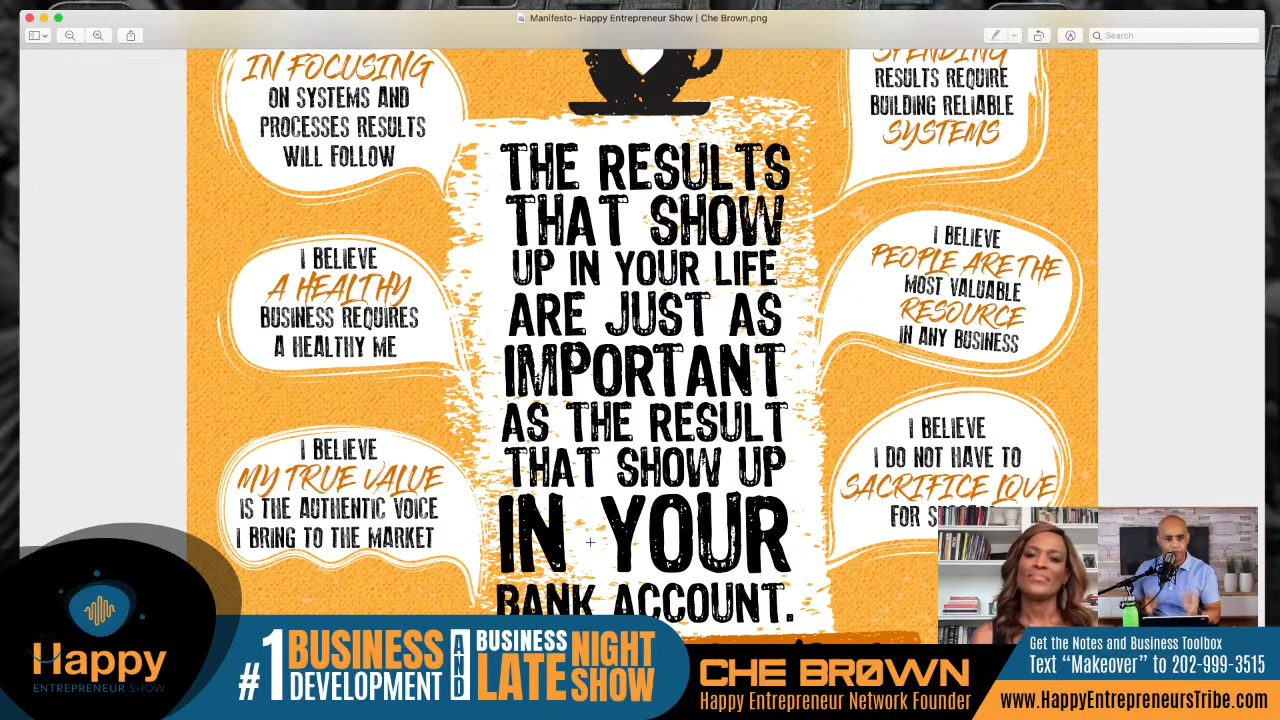 Manifesto- Happy Entrepreneur Show | Che Brown.png
Search
IN FOCUSING
ON SYSTEMS AND
PROCESSES RESULTS
WILL FOLLOW
SPENDING
RESULTS REQUIRE
BUILDING RELIABLE
SYSTEMS
THE RESULTS
THAT SHOW
UP IN YOUR LIFE
ARE JUST AS
IMPORTANT
AS THE RESULT
THAT SHOW UP
IN YOUR
BANK ACCOUNT.
I BELIEVE
A HEALTHY
BUSINESS REQUIRES
A HEALTHY ME
I BELIEVE
PEOPLE ARE THE
MOST VALUABLE
RESOURCE
IN ANY BUSINESS
I BELIEVE
MY TRUE VALUE
IS THE AUTHENTIC VOICE
I BRING TO THE MARKET
I BELIEVE
I DO NOT HAVE TO
SACRIFICE LOVE
FOR S
Happy
ENTREPRENEUR SHOW
#1 BUSINESS DEVELOPMENT AND BUSINESS LATE NIGHT SHOW
CHE BROWN
Happy Entrepreneur Network Founder
Get the Notes and Business Toolbox
Text “Makeover” to 202-999-3515
www.HappyEntrepreneursTribe.com